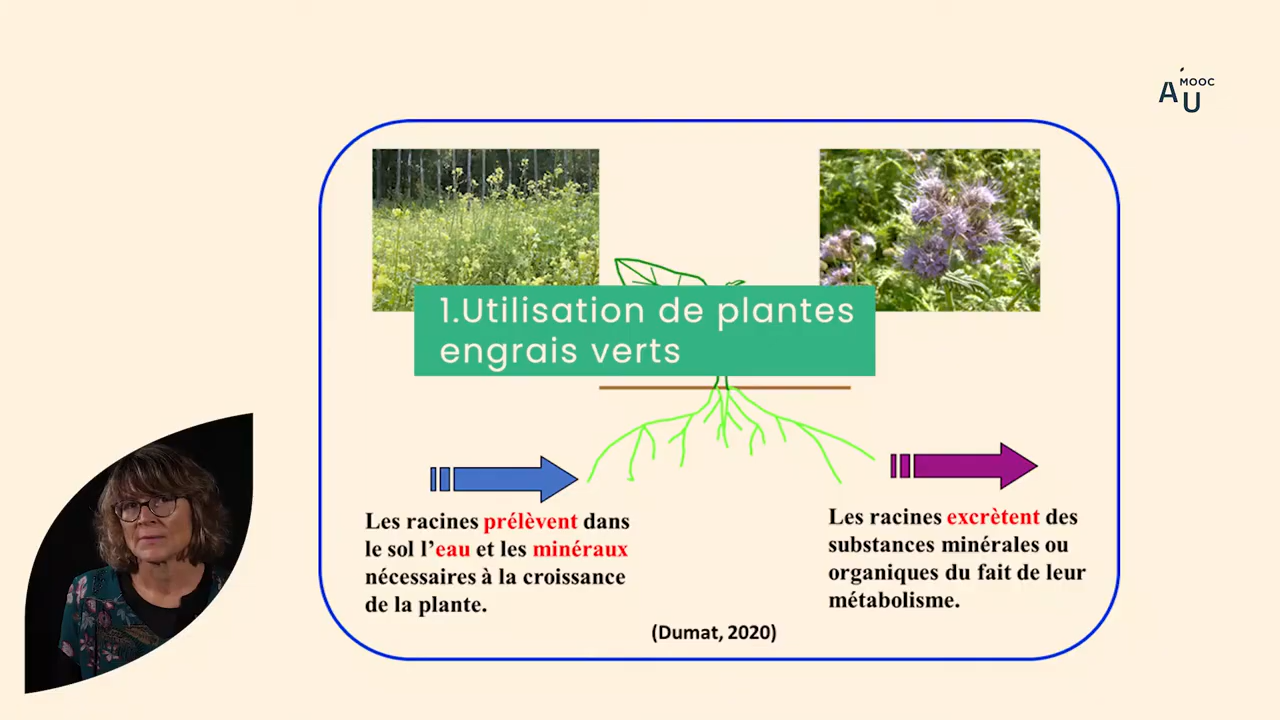 MOOC
AU
1.Utilisation de plantes
engrais verts
Les racines prélèvent dans
le sol l'eau et les minéraux
nécessaires à la croissance
de la plante.
Les racines excrètent des
substances minérales ou
organiques du fait de leur
métabolisme.
(Dumat, 2020)